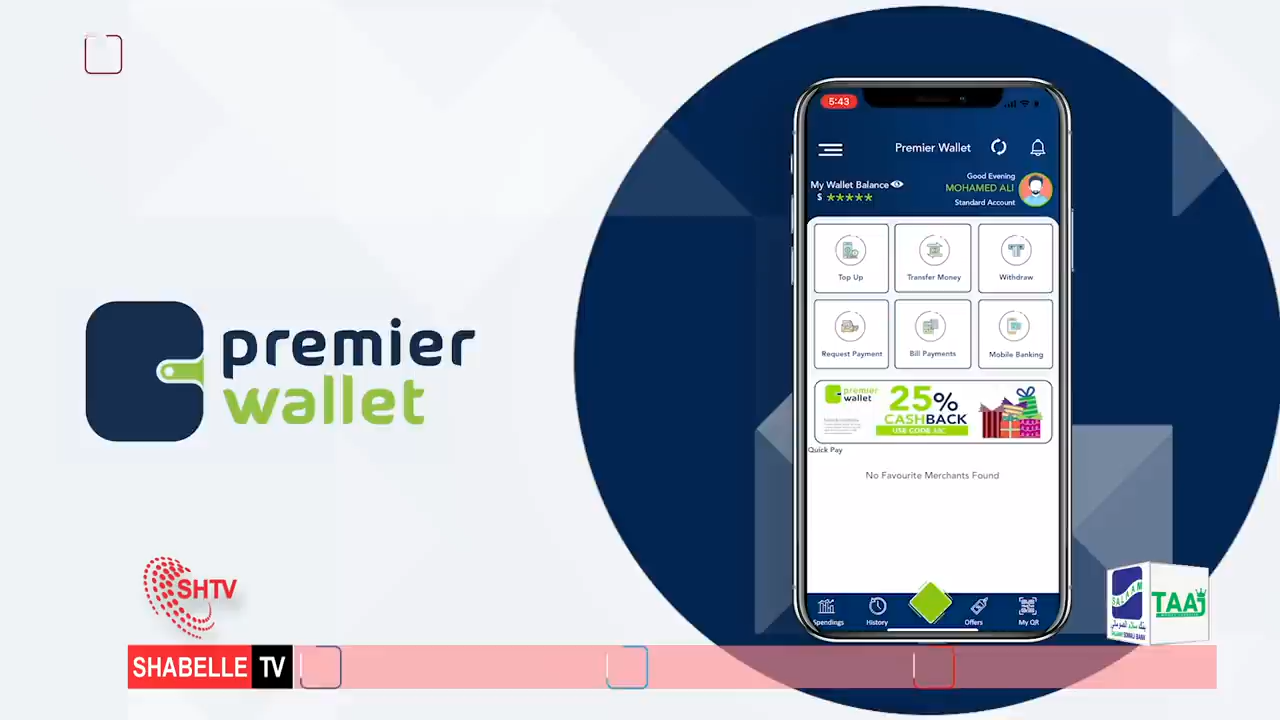 5:43
Premier Wallet
Good Evening
My Wallet Balance
MOHAMED ALI
$ *****
Standard Account
Top Up
Transfer Money
Withdraw
Request Payment
Bill Payments
Mobile Banking
premier
wallet
premier
wallet
25%
CASHBACK
Quick Pay
No Favourite Merchants Found
Spendings
History
Offers
My QR
SHTV
SALAAM
TAAJ
SHABELLE TV